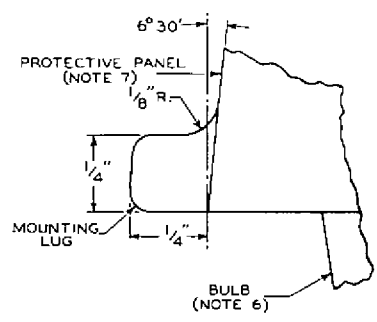 6° 30'
PROTECTIVE PANEL
(NOTE 7)
1/8" R.
1/4"
MOUNTING
LUG
1/4"
BULB
(NOTE 6)